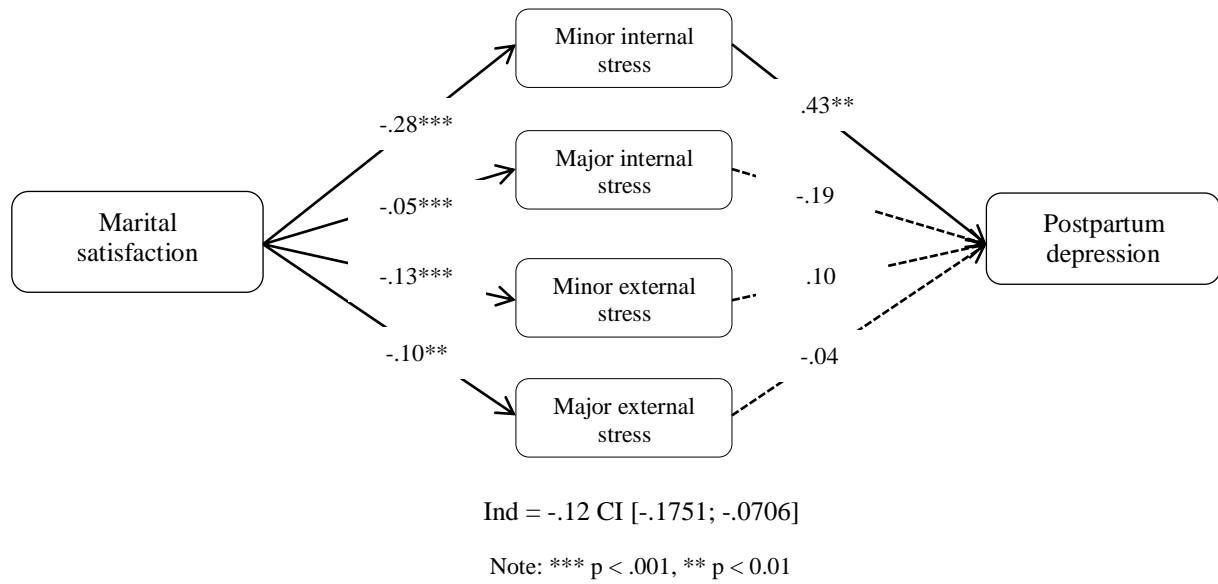 Minor internal
stress
-.28***
.43**
Major internal
stress
Marital
satisfaction
-.05***
-.19
Postpartum
depression
-.13***
.10
Minor external
stress
-.10**
-.04
Major external
stress
Ind = -.12 CI [-.1751; -.0706]
Note: *** p < .001, ** p < 0.01